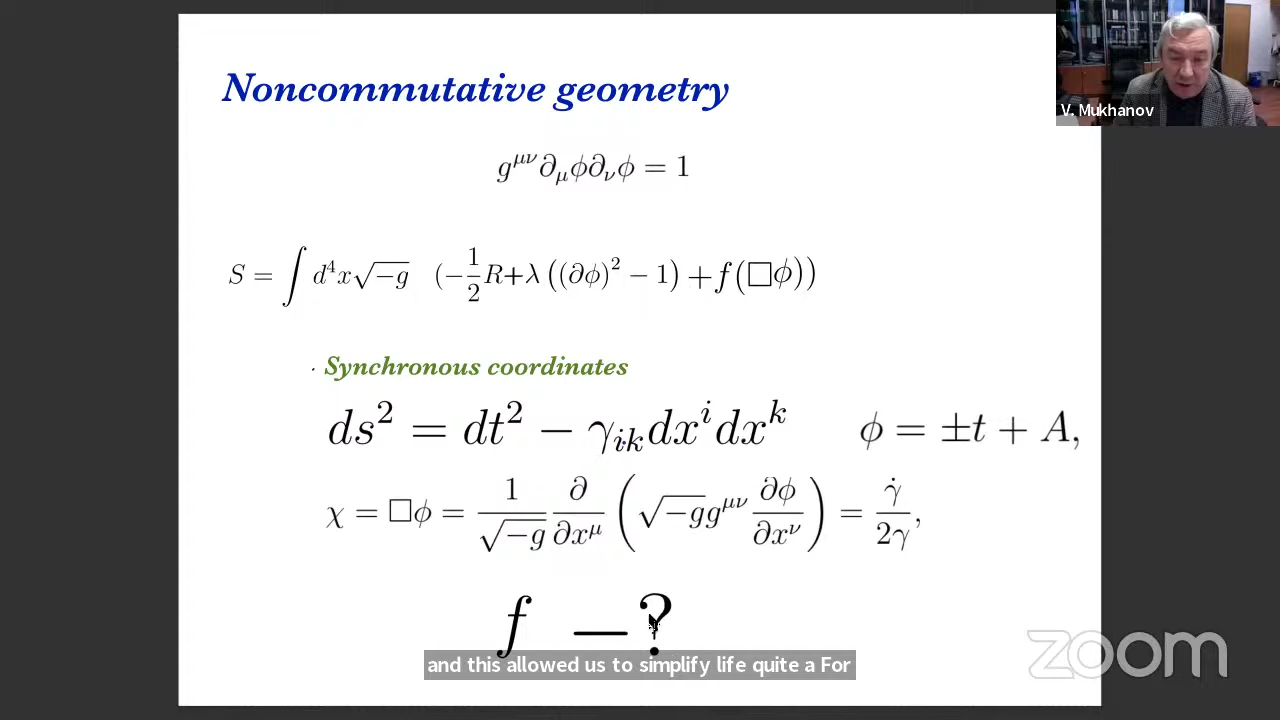 Noncommutative geometry
V. Mukhanov
g^{μν}∂_μϕ∂_νϕ = 1
S = ∫ d⁴x√−g (−1/2 R+λ((∂ϕ)² − 1) +f(□ϕ))
· Synchronous coordinates
ds² = dt² − γ_{ik}dx^i dx^k ϕ = ±t + A,
χ = □ϕ = 1/√−g ∂/∂x^μ (√−g g^{μν} ∂ϕ/∂x^ν) = γ̇/2γ,
f −?
and this allowed us to simplify life quite a For
zoom